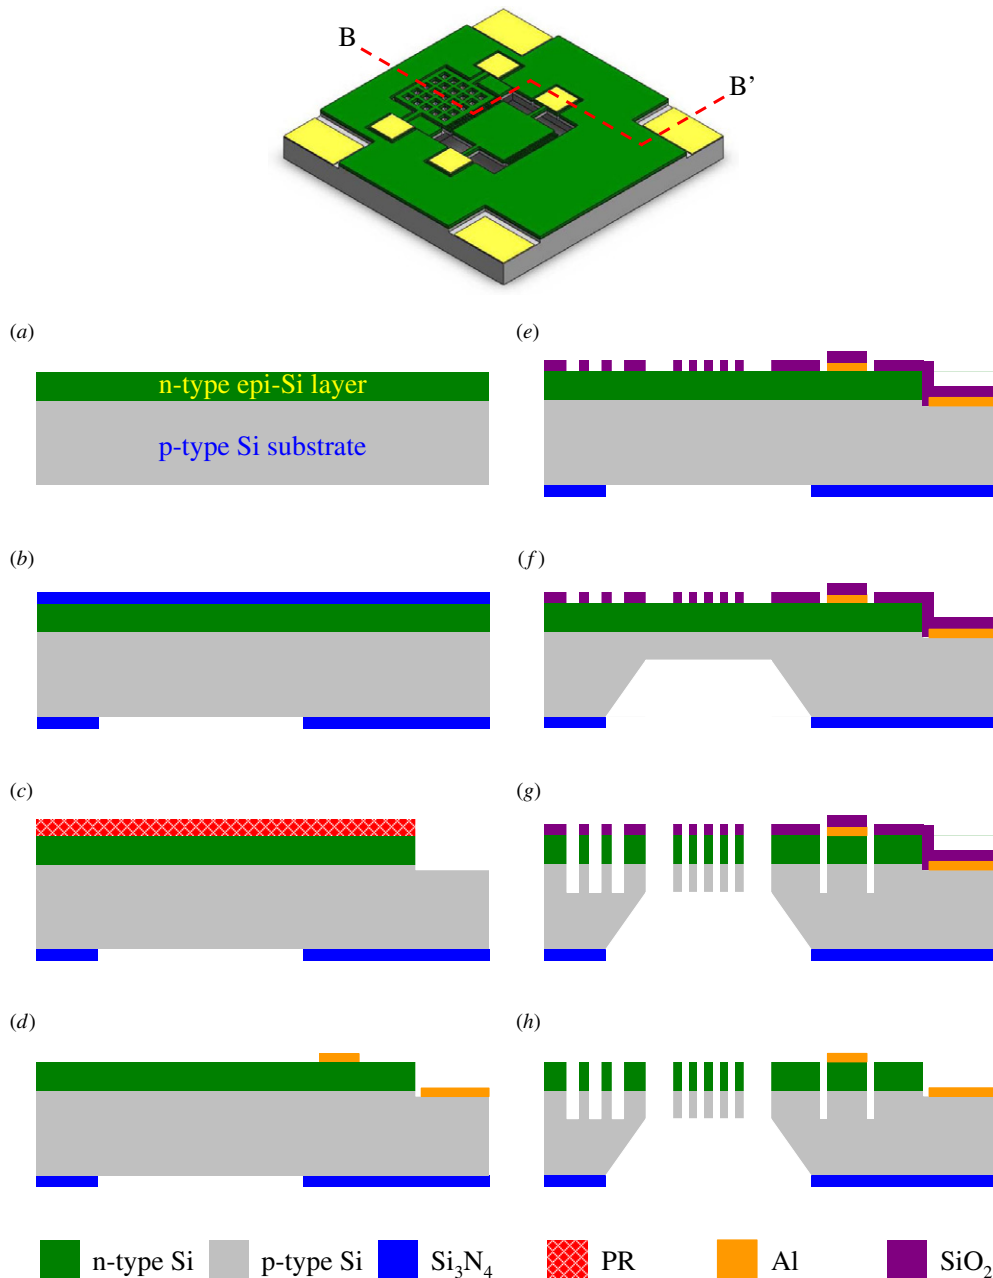 B
B’
(a)
n-type epi-Si layer
p-type Si substrate
(b)
(c)
(d)
(e)
(f)
(g)
(h)
n-type Si
p-type Si
Si₃N₄
PR
Al
SiO₂